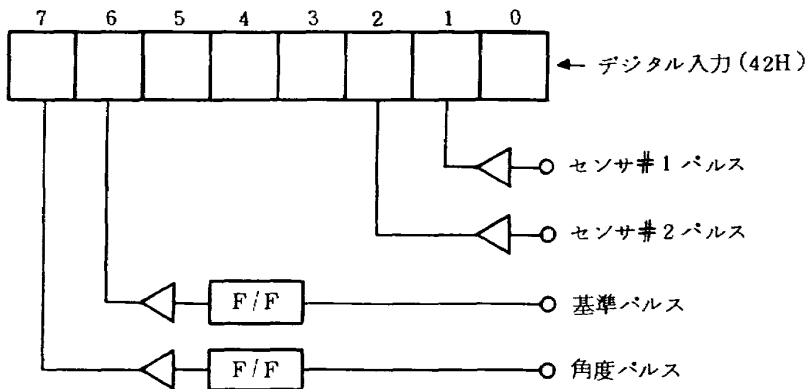 7 6 5 4 3 2 1 0
デジタル入力(42H)
センサ#1パルス
センサ#2パルス
F/F 基準パルス
F/F 角度パルス